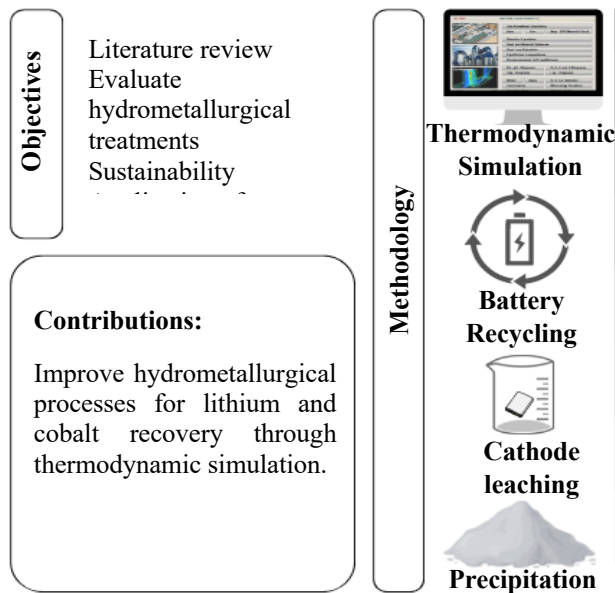 Objectives
Literature review
Evaluate
hydrometallurgical
treatments
Sustainability
Contributions:
Improve hydrometallurgical
processes for lithium and
cobalt recovery through
thermodynamic simulation.
Methodology
Thermodynamic
Simulation
Battery
Recycling
Cathode
leaching
Precipitation